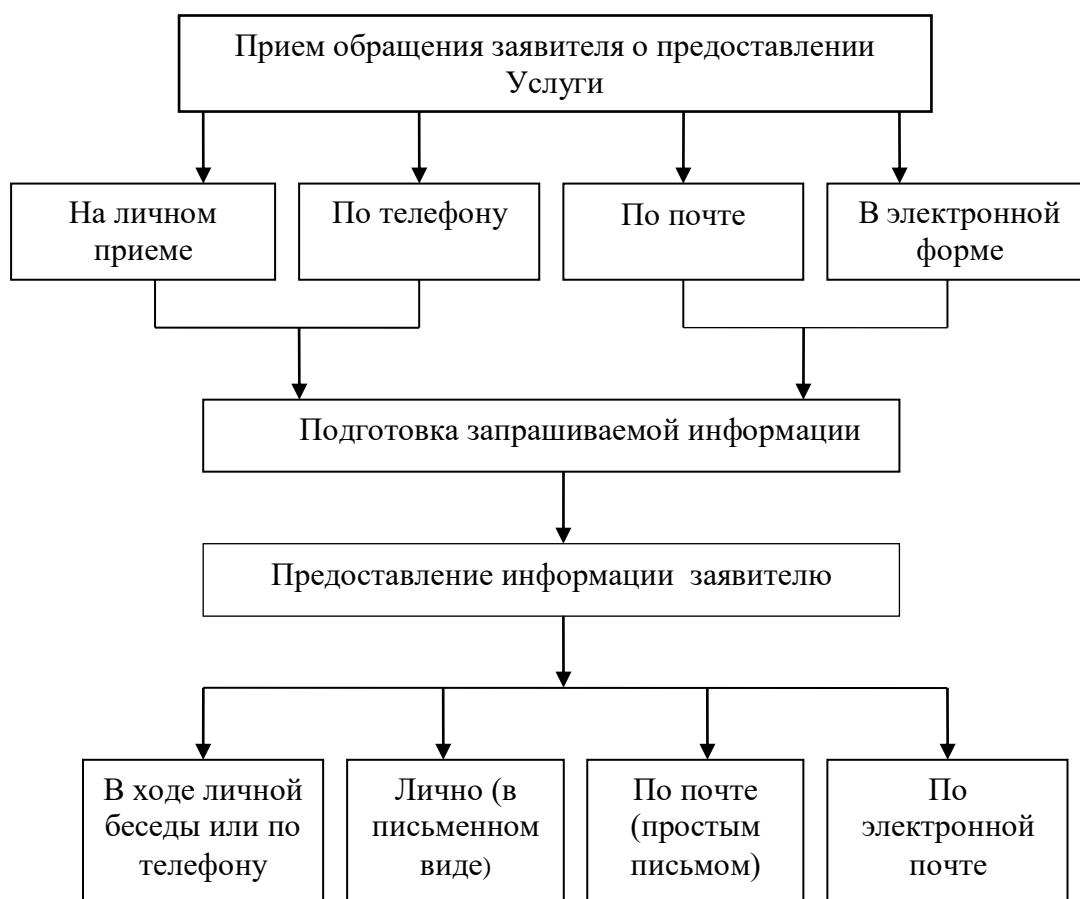 Прием обращения заявителя о предоставлении
Услуги
На личном
приеме
По телефону
По почте
В электронной
форме
Подготовка запрашиваемой информации
Предоставление информации заявителю
В ходе личной
беседы или по
телефону
Лично (в
письменном
виде)
По почте
(простым
письмом)
По
электронной
почте